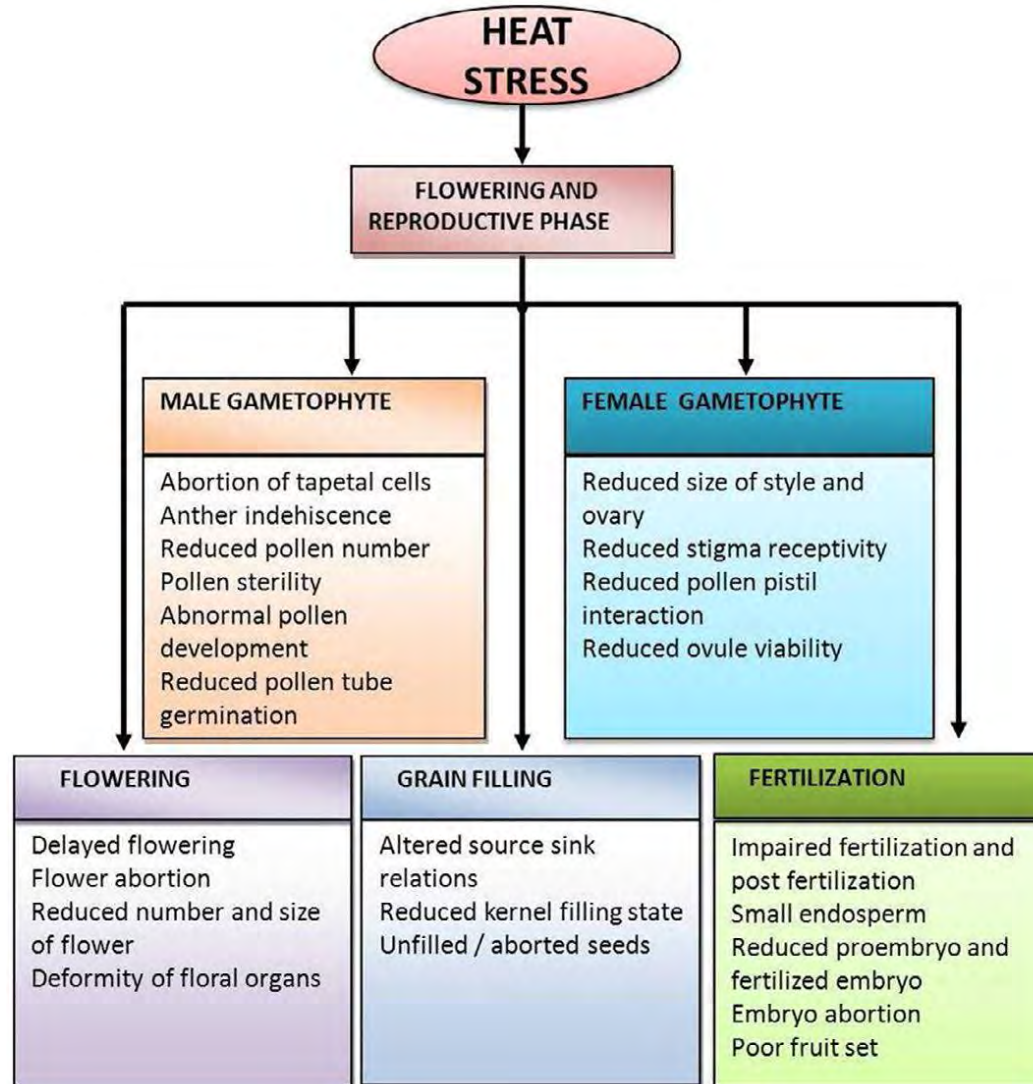 HEAT
STRESS
FLOWERING AND
REPRODUCTIVE PHASE
MALE GAMETOPHYTE
Abortion of tapetal cells
Anther indehiscence
Reduced pollen number
Pollen sterility
Abnormal pollen
development
Reduced pollen tube
germination
FEMALE GAMETOPHYTE
Reduced size of style and
ovary
Reduced stigma receptivity
Reduced pollen pistil
interaction
Reduced ovule viability
FLOWERING
Delayed flowering
Flower abortion
Reduced number and size
of flower
Deformity of floral organs
GRAIN FILLING
Altered source sink
relations
Reduced kernel filling state
Unfilled / aborted seeds
FERTILIZATION
Impaired fertilization and
post fertilization
Small endosperm
Reduced proembryo and
fertilized embryo
Embryo abortion
Poor fruit set